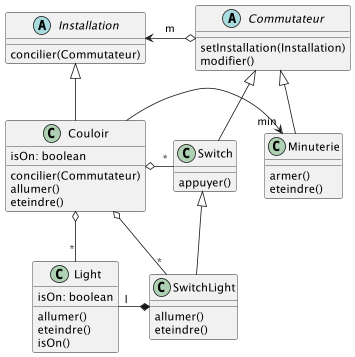 A Installation
concilier(Commutateur)
m
A Commutateur
setInstallation(Installation)
modifier()
C Couloir
isOn: boolean
concilier(Commutateur)
allumer()
eteindre()
*
C Switch
appuyer()
min
C Minuterie
armer()
eteindre()
*
*
C Light
isOn: boolean
allumer()
eteindre()
isOn()
l
C SwitchLight
allumer()
eteindre()